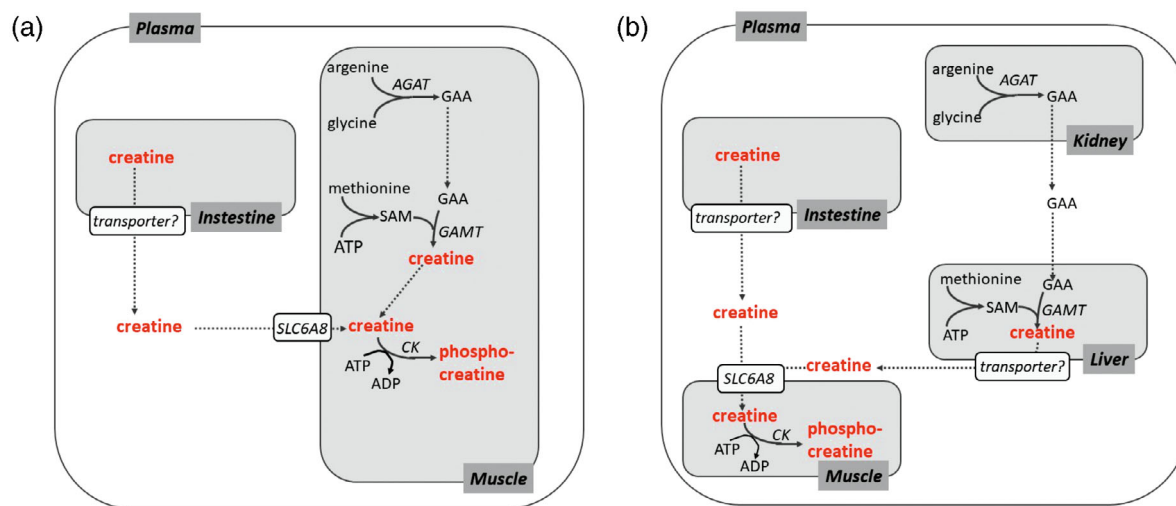 (a)
Plasma
argenine
AGAT
GAA
glycine
creatine
transporter?
Instestine
methionine
GAA
SAM
GAMT
ATP
creatine
creatine
SLC6A8
creatine
CK
phospho-
creatine
ATP
ADP
Muscle
(b)
Plasma
argenine
AGAT
GAA
glycine
Kidney
creatine
transporter?
Instestine
GAA
methionine
GAA
SAM
GAMT
ATP
creatine
transporter?
Liver
creatine
creatine
SLC6A8
creatine
CK
phospho-
creatine
ATP
ADP
Muscle